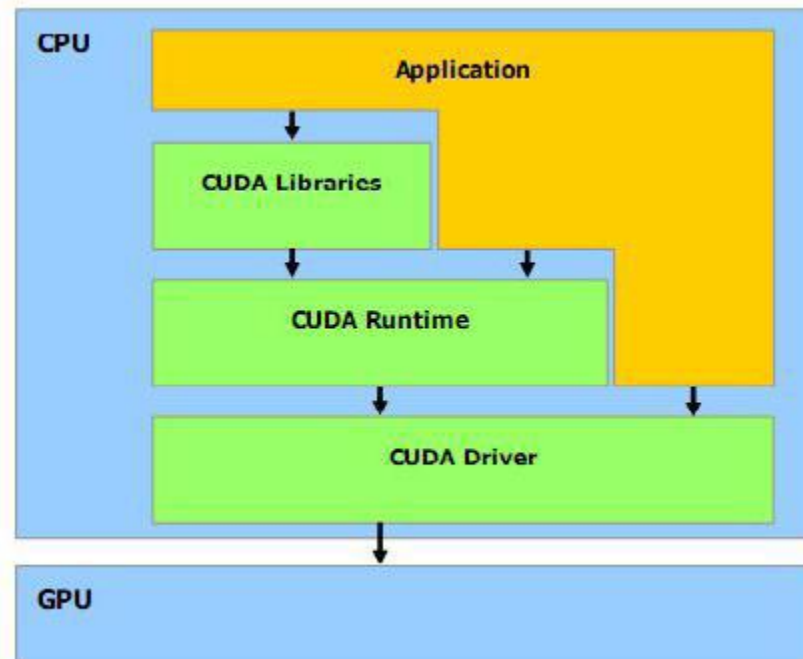 CPU
Application
CUDA Libraries
CUDA Runtime
CUDA Driver
GPU